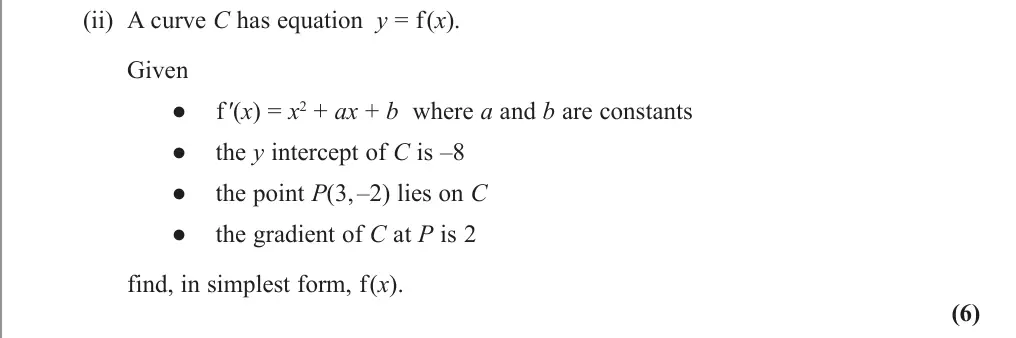 (ii) A curve C has equation y = f(x).
Given
● f′(x) = x² + ax + b where a and b are constants
● the y intercept of C is –8
● the point P(3, –2) lies on C
● the gradient of C at P is 2
find, in simplest form, f(x).
(6)